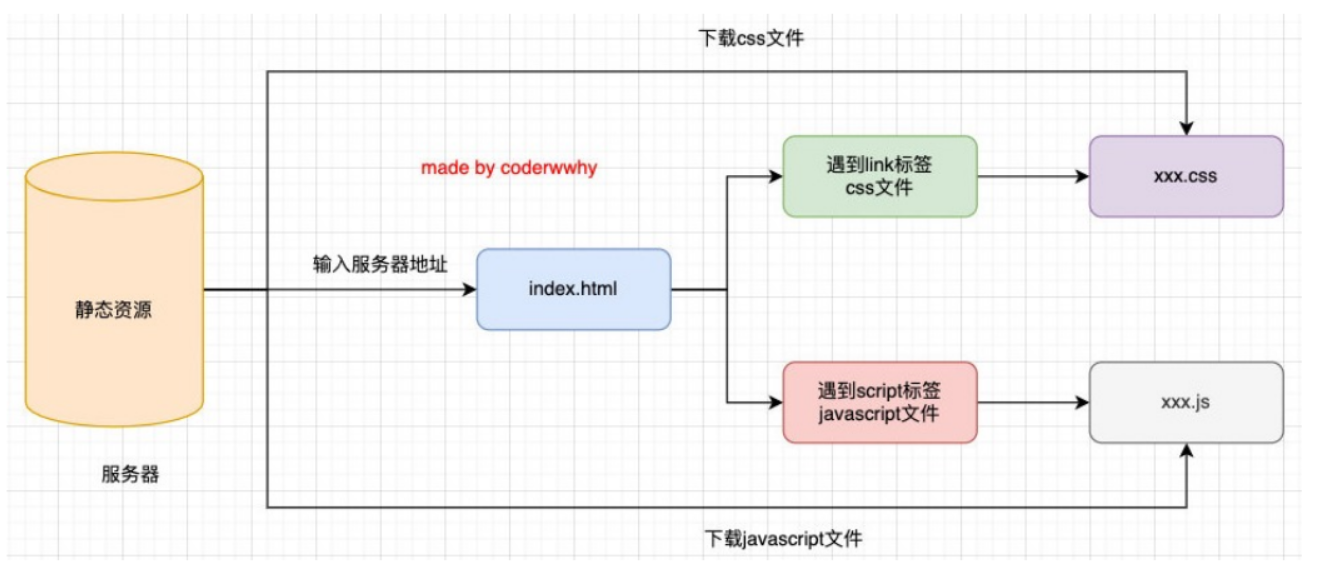 下载css文件
made by coderwwhy
遇到link标签
css文件
xxx.css
输入服务器地址
index.html
静态资源
遇到script标签
javascript文件
xxx.js
服务器
下载javascript文件